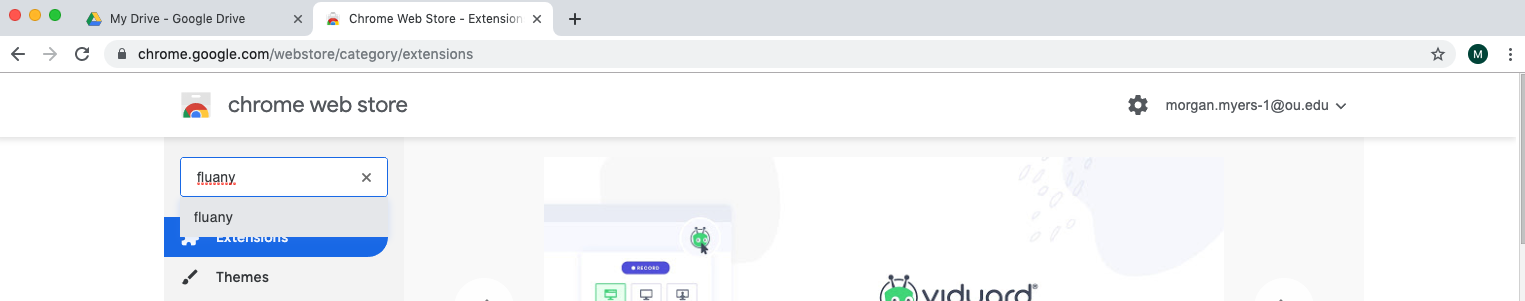 My Drive - Google Drive
Chrome Web Store - Extension
chrome.google.com/webstore/category/extensions
M
chrome web store
morgan.myers-1@ou.edu
fluany
fluany
Extensions
Themes
RECORD
vidyard